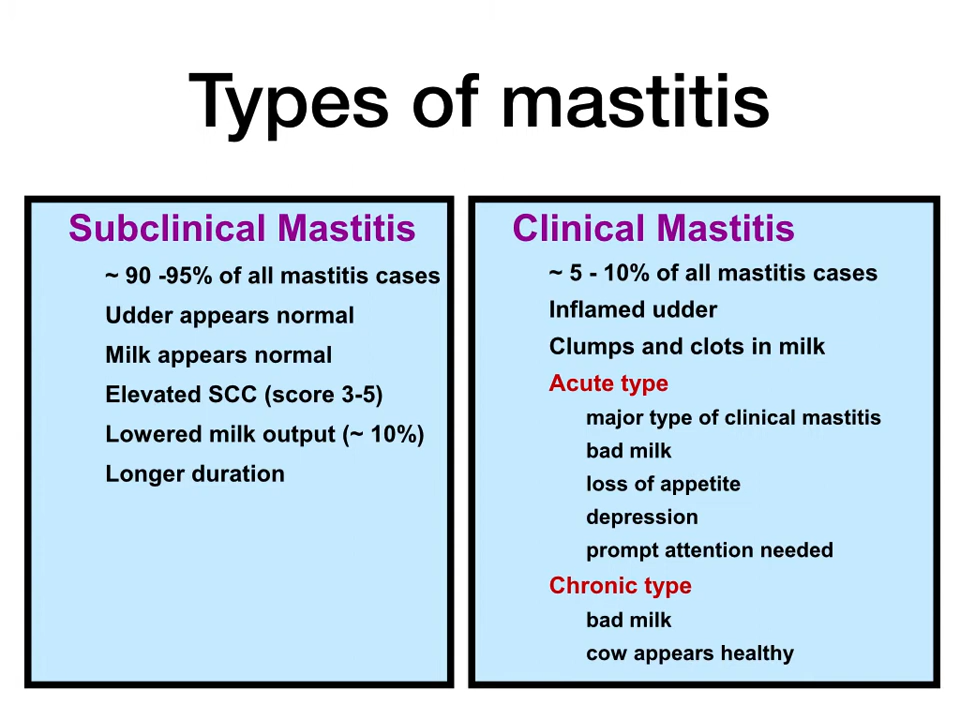 Types of mastitis
Subclinical Mastitis
~ 90 -95% of all mastitis cases
Udder appears normal
Milk appears normal
Elevated SCC (score 3-5)
Lowered milk output (~ 10%)
Longer duration
Clinical Mastitis
~ 5 - 10% of all mastitis cases
Inflamed udder
Clumps and clots in milk
Acute type
major type of clinical mastitis
bad milk
loss of appetite
depression
prompt attention needed
Chronic type
bad milk
cow appears healthy